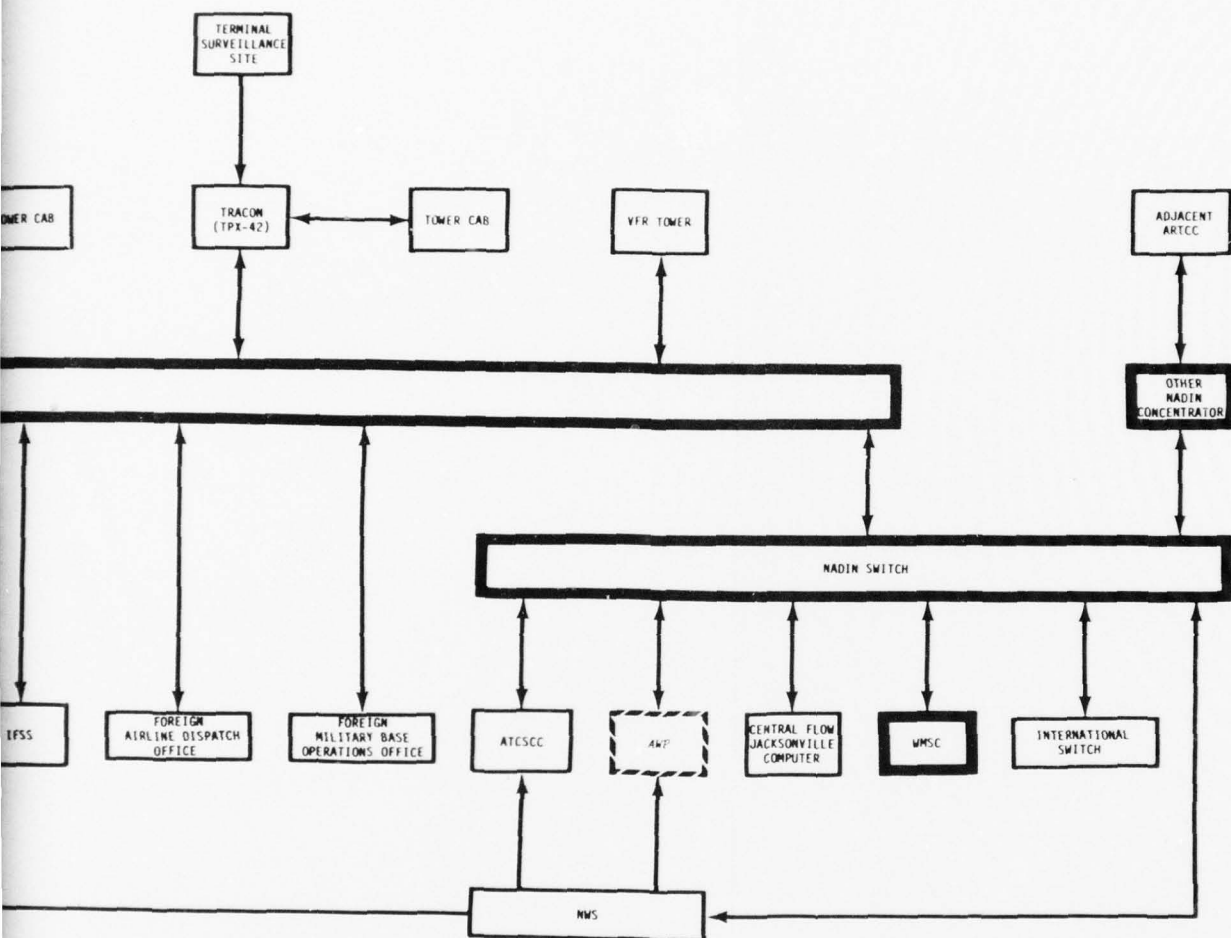 TERMINAL
SURVEILLANCE
SITE
OWER CAB
TRACON
(TPX-42)
TOWER CAB
VFR TOWER
ADJACENT
ARTCC
OTHER
NADIN
CONCENTRATOR
NADIN SWITCH
IFSS
FOREIGN
AIRLINE DISPATCH
OFFICE
FOREIGN
MILITARY BASE
OPERATIONS OFFICE
ATCSCC
AWP
CENTRAL FLOW
JACKSONVILLE
COMPUTER
WMSC
INTERNATIONAL
SWITCH
NWS